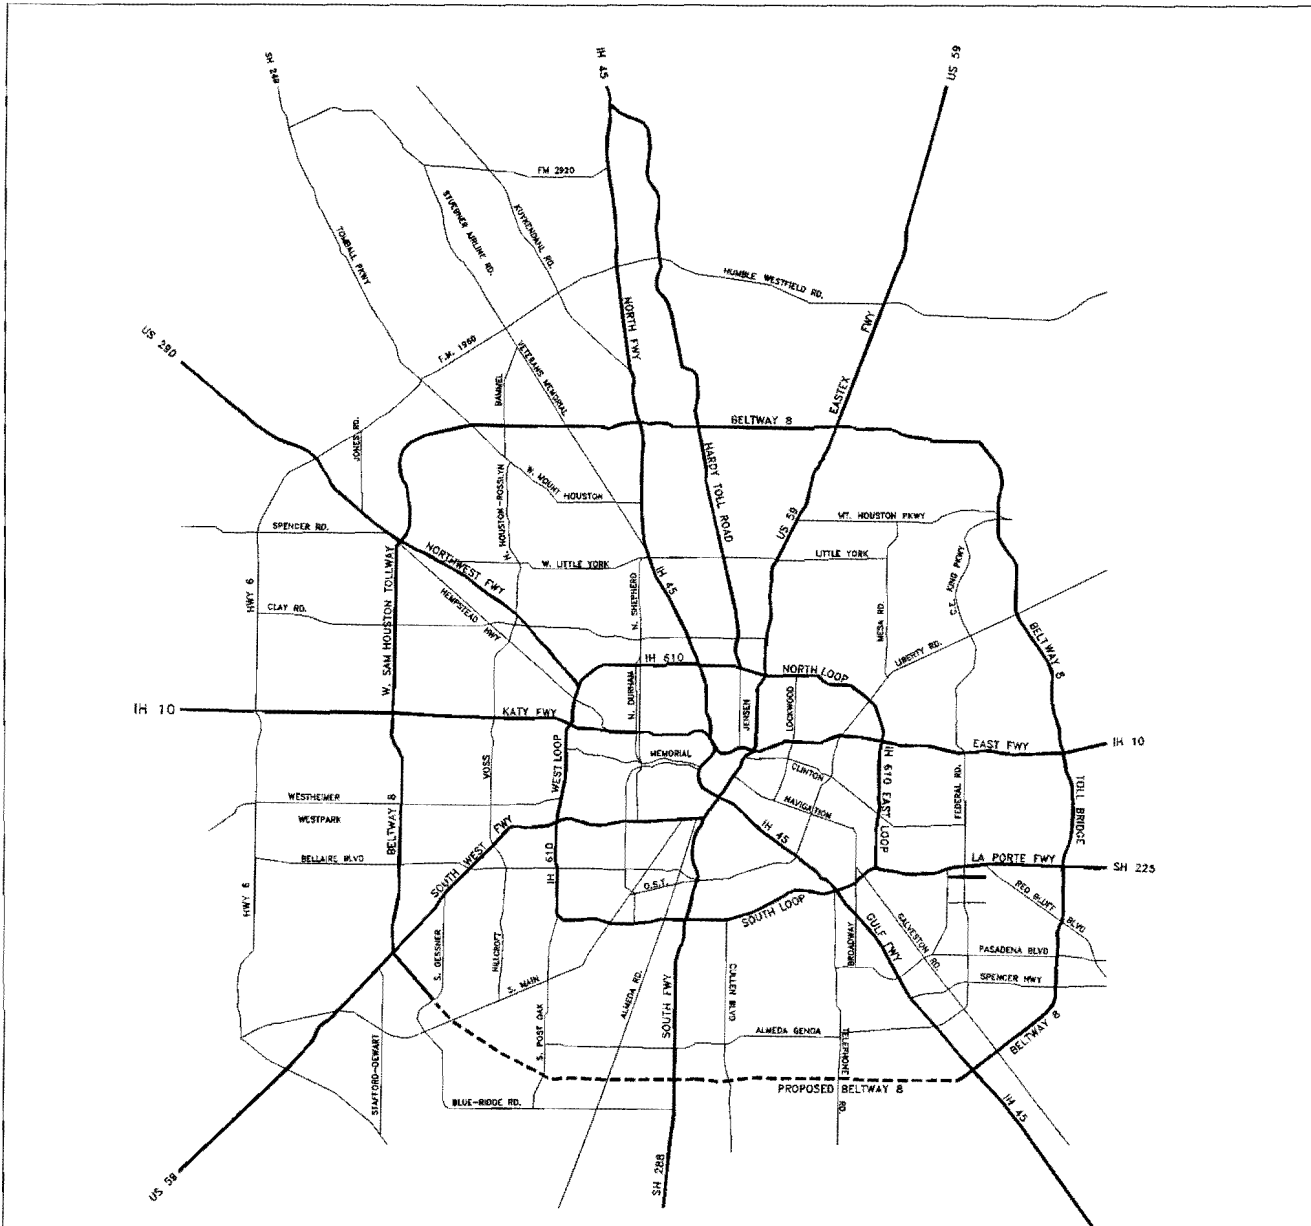 SH 249
IH 45
US 59
FM 2920
STUEBNER AIRLINE RD.
KUYKENDAHL RD.
TOMBALL PKWY
HUMBLE WESTFIELD RD.
NORTH FWY
EASTEX FWY
US 290
F.M. 1960
VETERANS MEMORIAL
BAMMEL
JONES RD.
BELTWAY 8
HARDY TOLL ROAD
W. MOUNT HOUSTON
N. HOUSTON-ROSSLYN
US 59
MT. HOUSTON PKWY
SPENCER RD.
NORTHWEST FWY
W. LITTLE YORK
LITTLE YORK
C.E. KING PKWY
HWY 6
W. SAM HOUSTON TOLLWAY
HEMPSTEAD HWY
IH 45
N. SHEPHERD
CLAY RD.
MESA RD.
LIBERTY RD.
BELTWAY 8
IH 610
NORTH LOOP
N. DURHAM
JENSEN
LOCKWOOD
IH 10
KATY FWY
EAST FWY
IH 10
MEMORIAL
WEST LOOP
VOSS
CLINTON
IH 610 EAST LOOP
FEDERAL RD.
TOLL BRIDGE
WESTHEIMER
WESTPARK
NAVIGATION
IH 45
BELTWAY 8
SOUTH WEST FWY
BELLAIRE BLVD
IH 610
O.S.T.
LA PORTE FWY
SH 225
RED BLUFF BLVD
HWY 6
SOUTH LOOP
GULF FWY
GALVESTON RD.
BROADWAY
PASADENA BLVD
SPENCER HWY
S. GESSNER
HILLCROFT
S. MAIN
ALMEDA RD.
SOUTH FWY
CULLEN BLVD
S. POST OAK
ALMEDA GENOA
TELEPHONE RD.
BELTWAY 8
STAFFORD-DEWART
PROPOSED BELTWAY 8
BLUE-RIDGE RD.
IH 45
US 59
SH 288